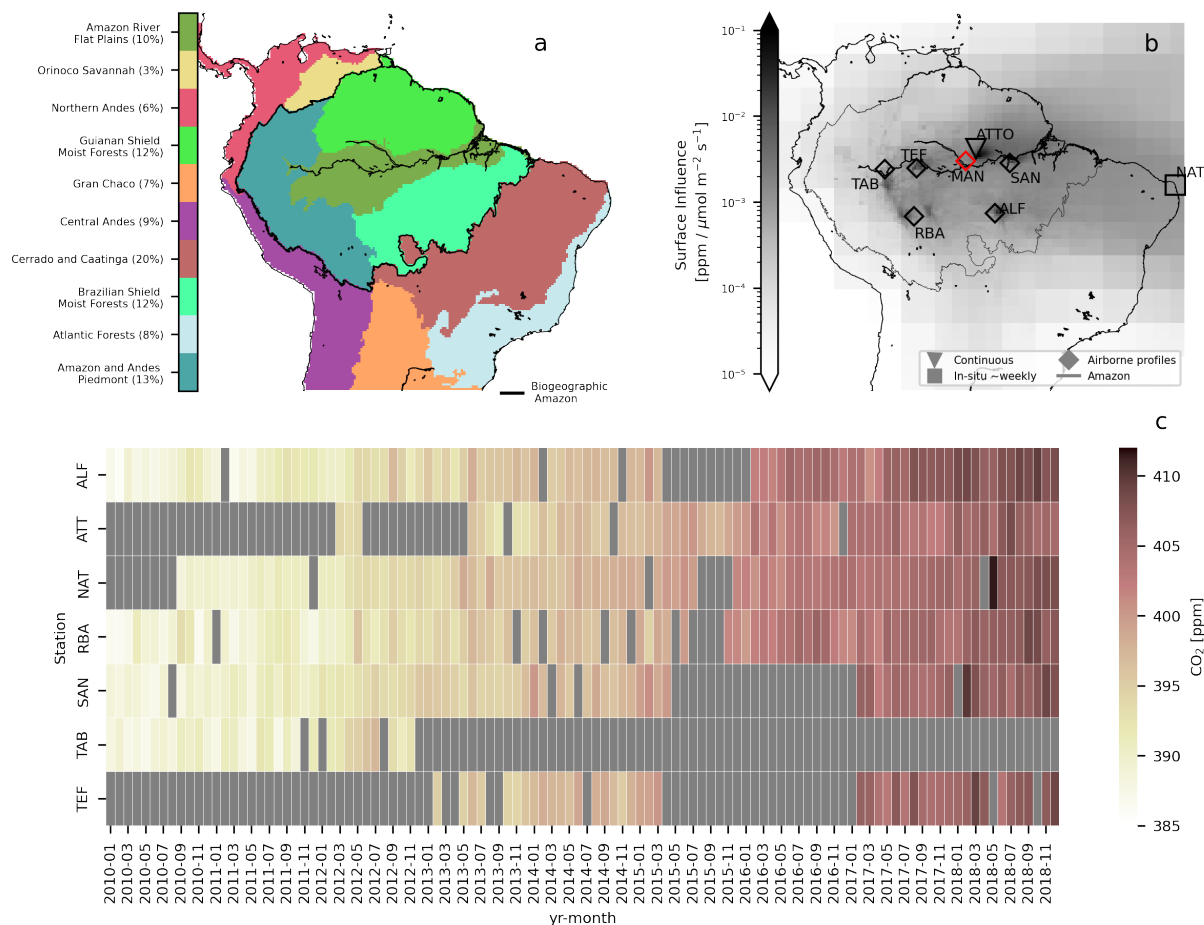 Amazon River
Flat Plains (10%)
Orinoco Savannah (3%)
Northern Andes (6%)
Guianan Shield
Moist Forests (12%)
Gran Chaco (7%)
Central Andes (9%)
Cerrado and Caatinga (20%)
Brazilian Shield
Moist Forests (12%)
Atlantic Forests (8%)
Amazon and Andes
Piedmont (13%)
a
Biogeographic
Amazon
b
Surface Influence
[ppm / μmol m⁻² s⁻¹]
10⁻¹
10⁻²
10⁻³
10⁻⁴
10⁻⁵
ATTO
TEF
MAN
SAN
NAT
TAB
ALF
RBA
Continuous
In-situ ~weekly
Airborne profiles
Amazon
c
Station
ALF
ATT
NAT
RBA
SAN
TAB
TEF
2010-01
2010-03
2010-05
2010-07
2010-09
2010-11
2011-01
2011-03
2011-05
2011-07
2011-09
2011-11
2012-01
2012-03
2012-05
2012-07
2012-09
2012-11
2013-01
2013-03
2013-05
2013-07
2013-09
2013-11
2014-01
2014-03
2014-05
2014-07
2014-09
2014-11
2015-01
2015-03
2015-05
2015-07
2015-09
2015-11
2016-01
2016-03
2016-05
2016-07
2016-09
2016-11
2017-01
2017-03
2017-05
2017-07
2017-09
2017-11
2018-01
2018-03
2018-05
2018-07
2018-09
2018-11
yr-month
410
405
400
395
390
385
CO₂ [ppm]